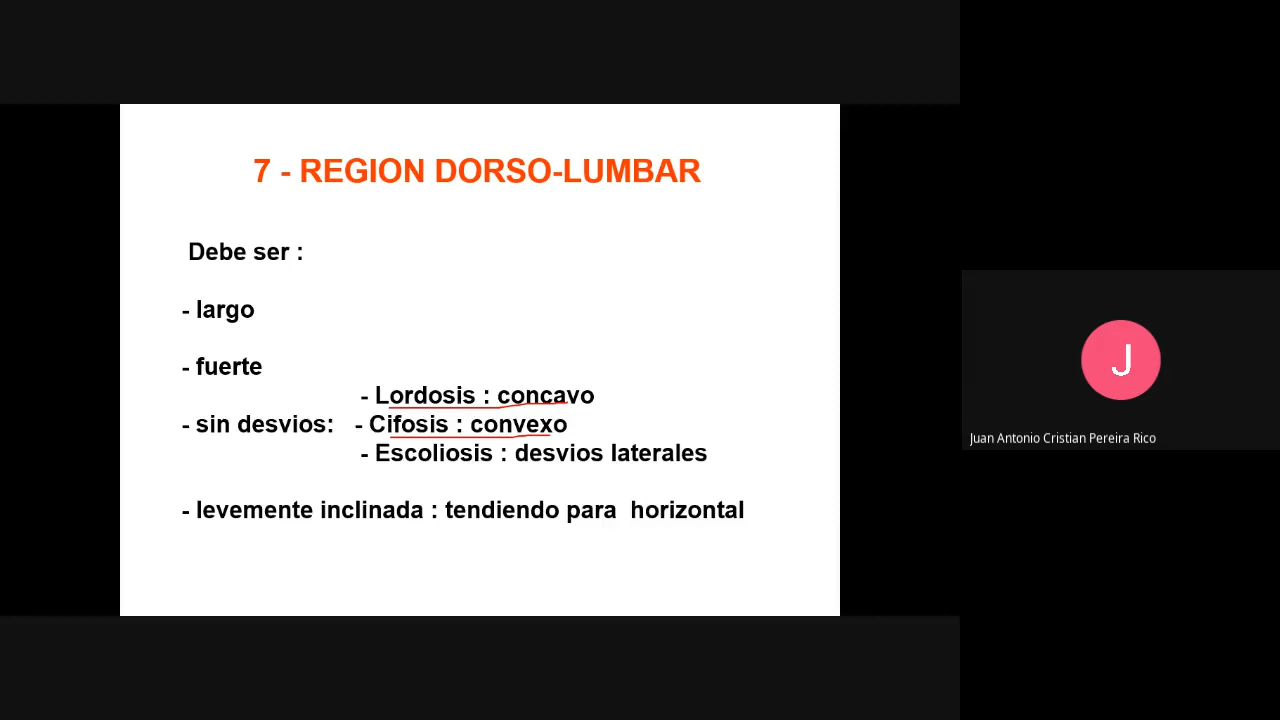 7 - REGION DORSO-LUMBAR
Debe ser :
- largo
- fuerte
- Lordosis : concavo
- sin desvios: - Cifosis : convexo
- Escoliosis : desvios laterales
- levemente inclinada : tendiendo para horizontal
J
Juan Antonio Cristian Pereira Rico